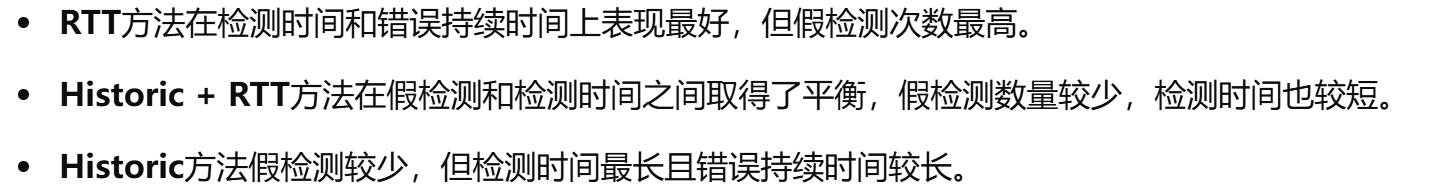 • RTT方法在检测时间和错误持续时间上表现最好，但假检测次数最高。
• Historic + RTT方法在假检测和检测时间之间取得了平衡，假检测数量较少，检测时间也较短。
• Historic方法假检测较少，但检测时间最长且错误持续时间较长。